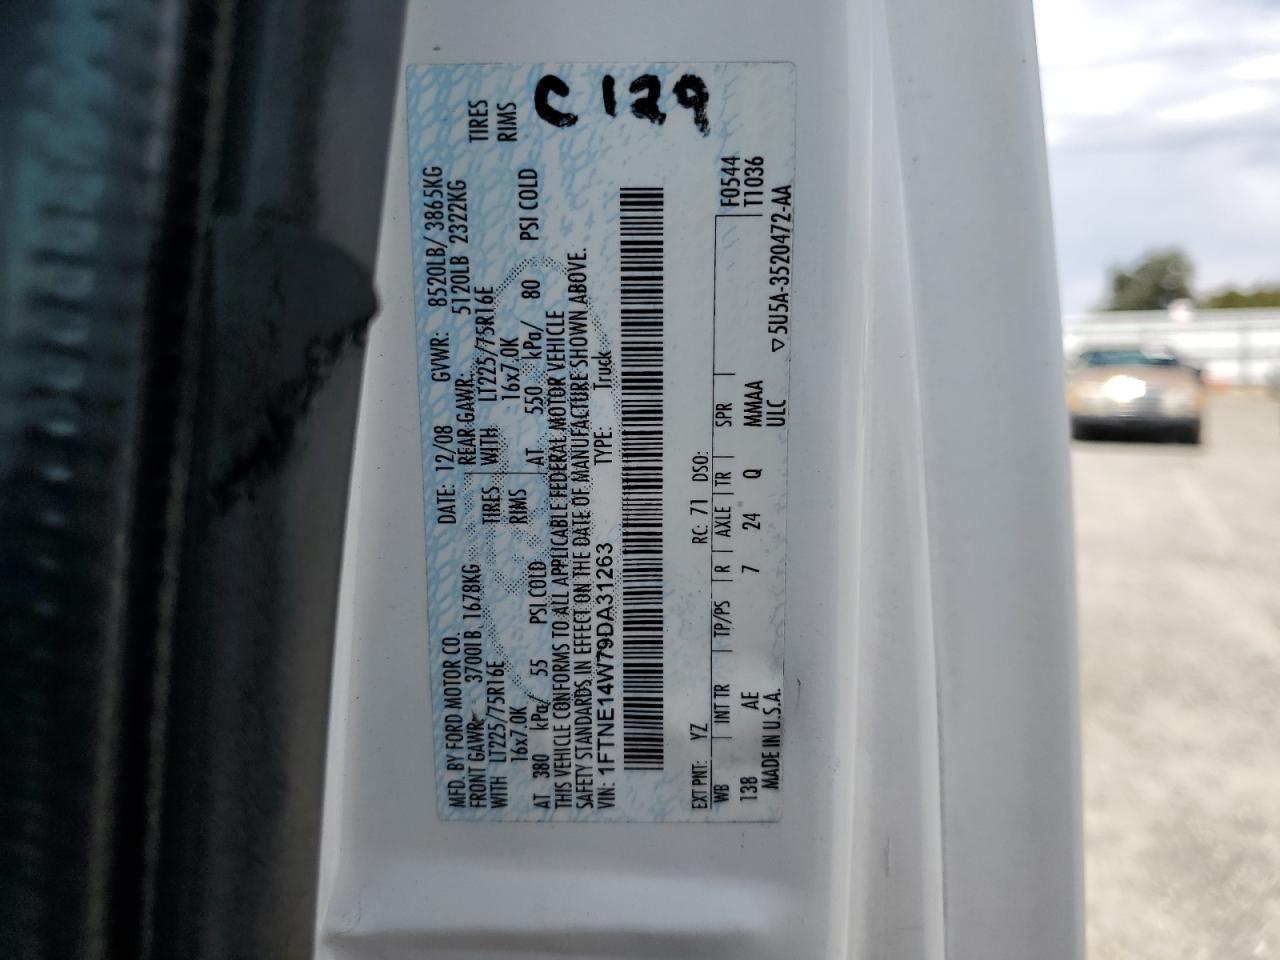 C 129
MFD. BY FORD MOTOR CO. DATE: 12/08 GVWR: 8520LB/ 3865KG
FRONT GAWR: 3700lB 1678KG REAR GAWR: 5120LB 2322KG
WITH LT225/75R16E TIRES WITH LT225/75R16E TIRES
16x7.0K RIMS 16x7.0K RIMS
AT 380 kPa/ 55 PSI COLD AT 550 kPa/ 80 PSI COLD
THIS VEHICLE CONFORMS TO ALL APPLICABLE FEDERAL MOTOR VEHICLE
SAFETY STANDARDS IN EFFECT ON THE DATE OF MANUFACTURE SHOWN ABOVE.
VIN: 1FTNE14W79DA31263 TYPE: Truck
EXT PNT: YZ RC: 71 DSO:
WB INT TR TP/PS R AXLE TR SPR F0544
138 AE 7 24 Q MMAA T1036
MADE IN U.S.A. ULC ▽5U5A-3520472-AA